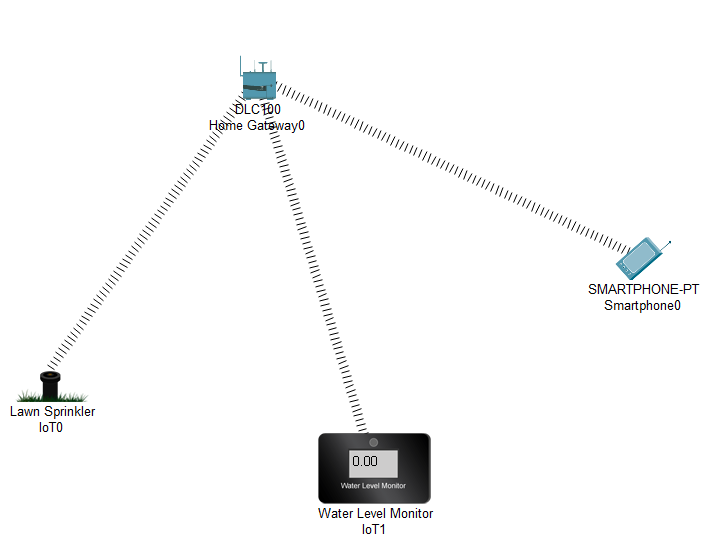 DLC100
Home Gateway0
SMARTPHONE-PT
Smartphone0
Lawn Sprinkler
IoT0
0.00
Water Level Monitor
Water Level Monitor
IoT1